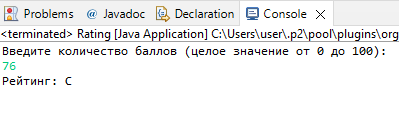 Problems @ Javadoc Declaration Console
<terminated> Rating [Java Application] C:\Users\user\.p2\pool\plugins\org
Введите количество баллов (целое значение от 0 до 100):
76
Рейтинг: C